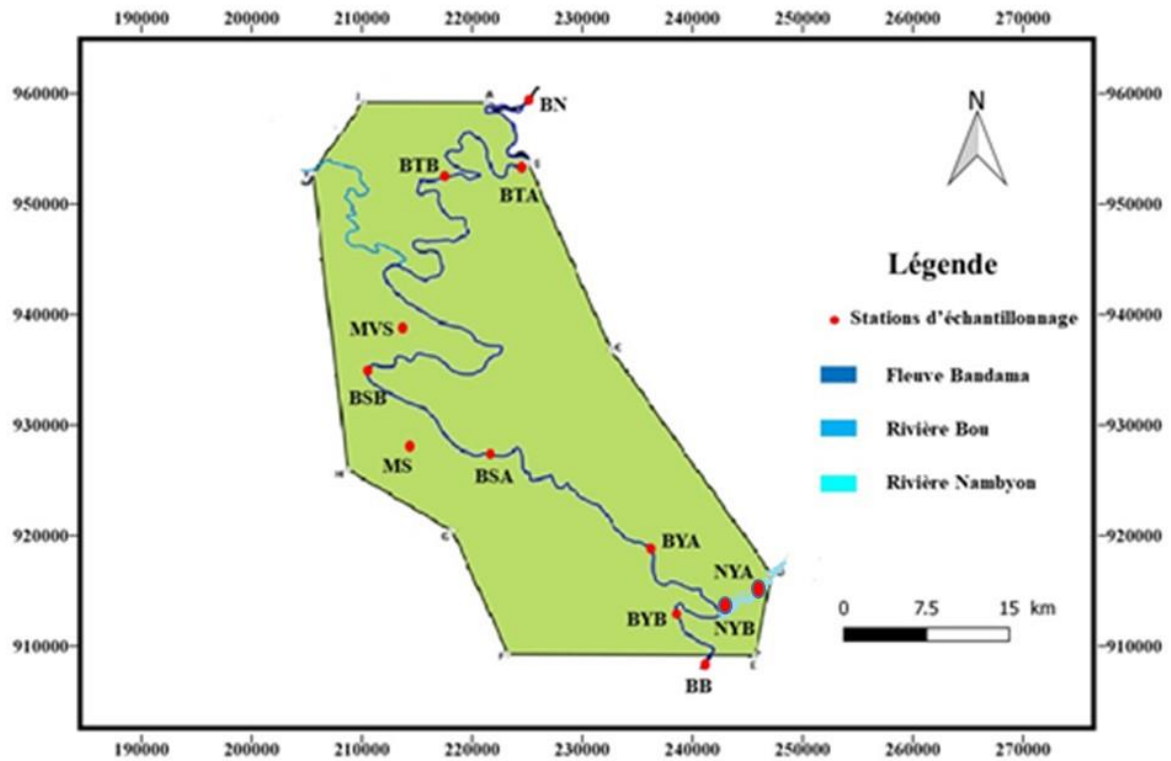 190000 200000 210000 220000 230000 240000 250000 260000 270000
960000 960000
BN
N
BTB
BTA
950000 950000
Légende
Stations d'échantillonnage
940000 940000
MVS
Fleuve Bandama
BSB
930000 930000
Rivière Bou
MS
BSA
Rivière Nambyon
920000 920000
BYA
NYA
0 7.5 15 km
BYB
NYB
910000 910000
BB
190000 200000 210000 220000 230000 240000 250000 260000 270000